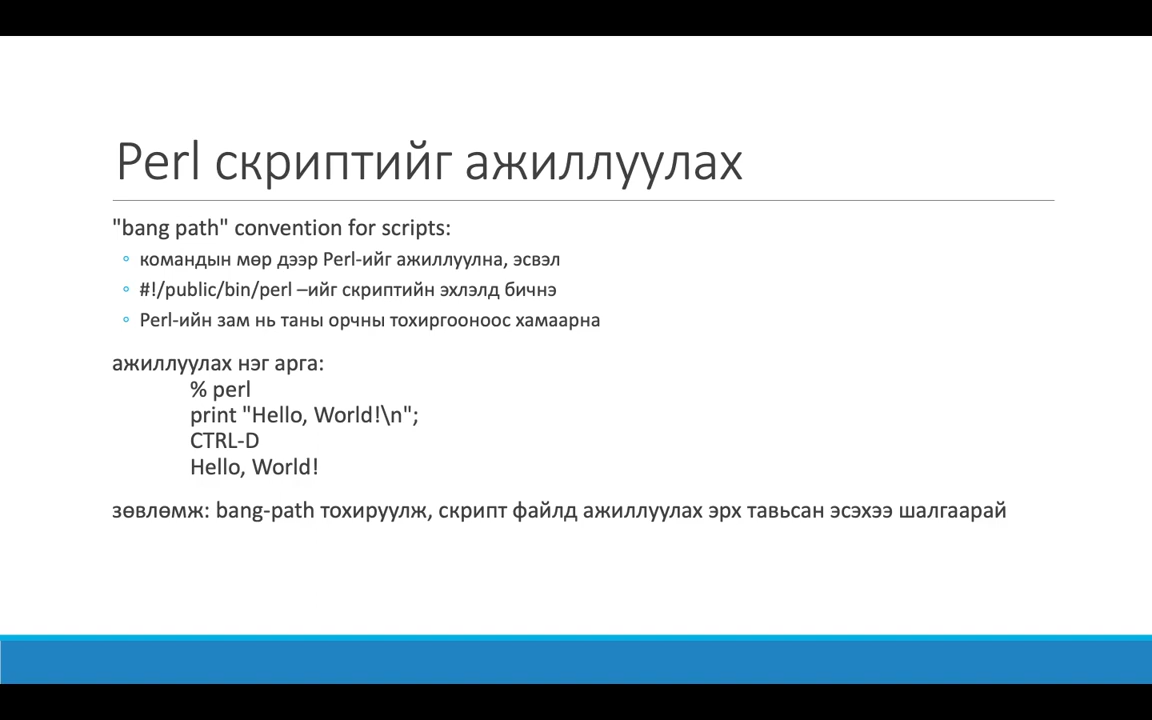 Perl скриптийг ажиллуулах
"bang path" convention for scripts:
◦ командын мөр дээр Perl-ийг ажиллуулна, эсвэл
◦ #!/public/bin/perl –ийг скриптийн эхлэлд бичнэ
◦ Perl-ийн зам нь таны орчны тохиргооноос хамаарна
ажиллуулах нэг арга:
% perl
print "Hello, World!\n";
CTRL-D
Hello, World!
зөвлөмж: bang-path тохируулж, скрипт файлд ажиллуулах эрх тавьсан эсэхээ шалгаарай